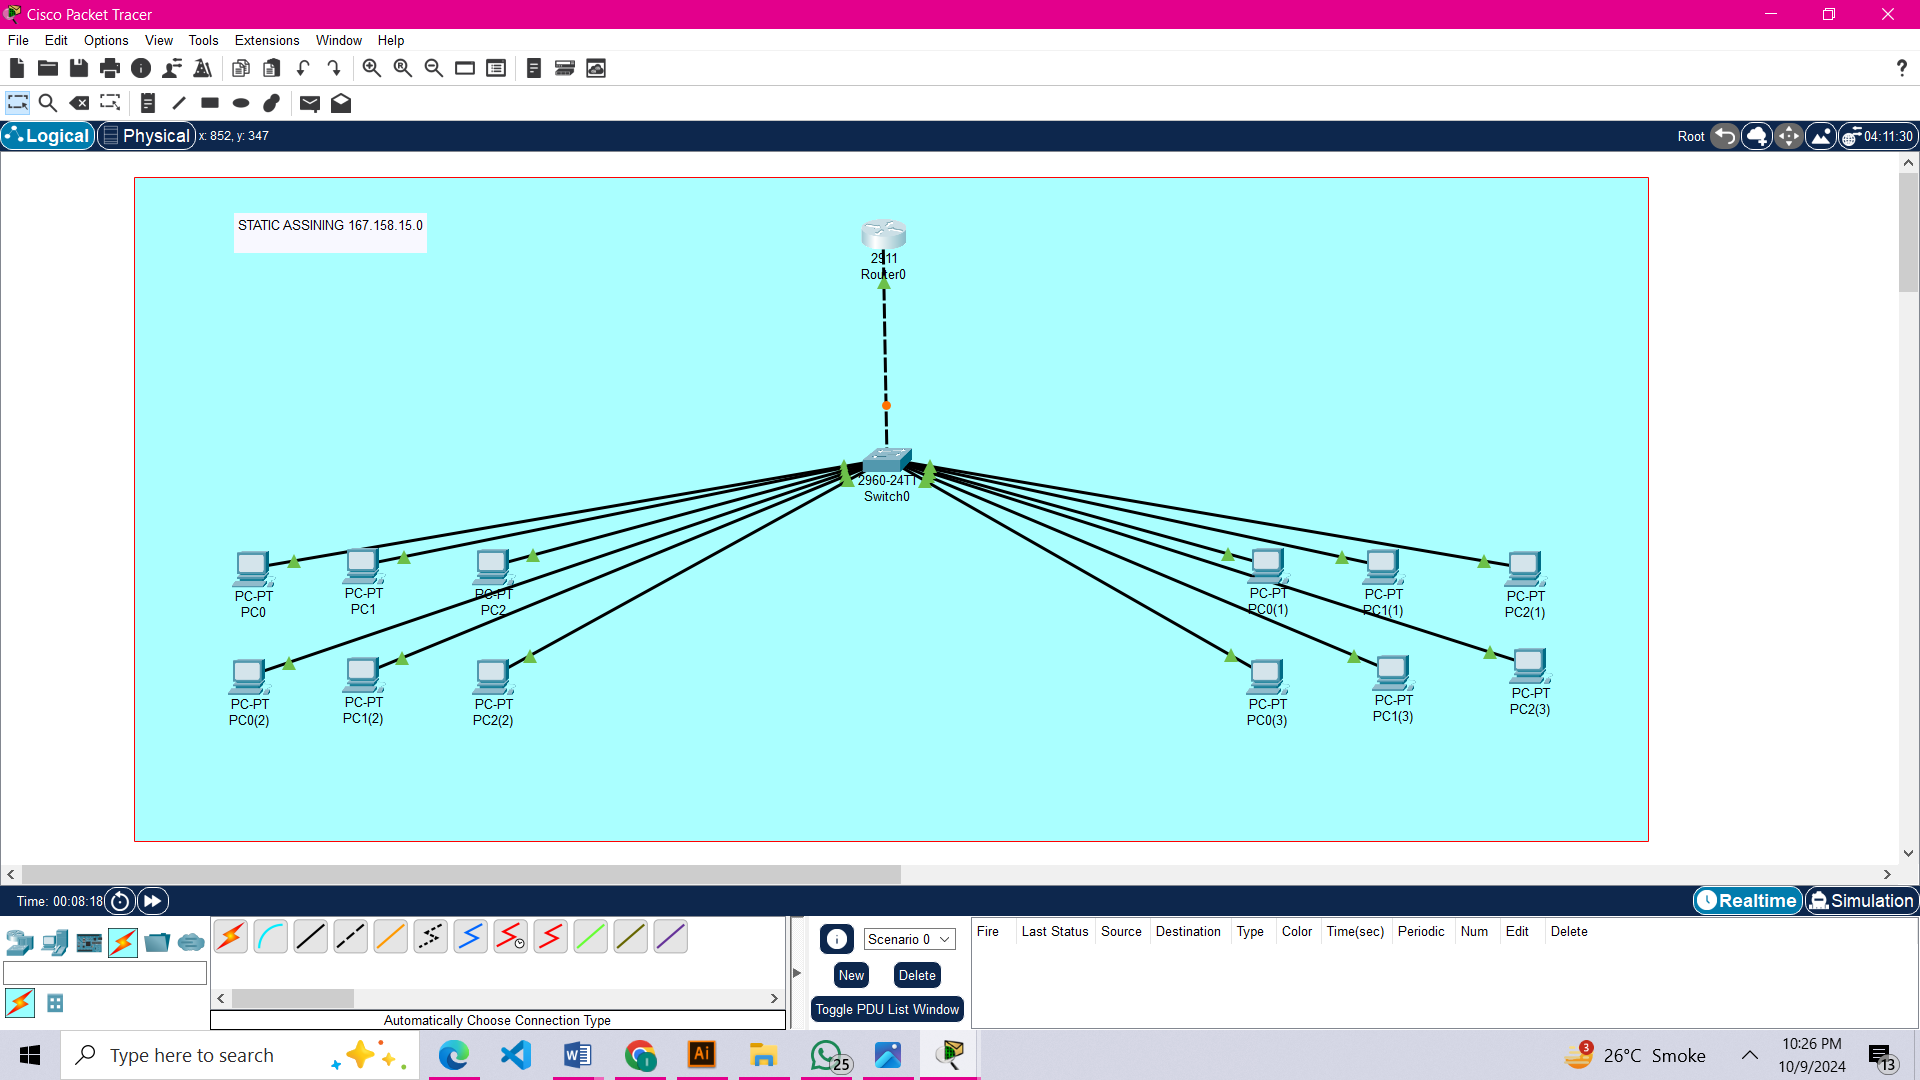 Cisco Packet Tracer
File Edit Options View Tools Extensions Window Help
?
Logical Physical x: 852, y: 347 Root 04:11:30
STATIC ASSINING 167.158.15.0
2911
Router0
2960-24TT
Switch0
PC-PT
PC0
PC-PT
PC1
PC-PT
PC2
PC-PT
PC0(1)
PC-PT
PC1(1)
PC-PT
PC2(1)
PC-PT
PC0(2)
PC-PT
PC1(2)
PC-PT
PC2(2)
PC-PT
PC0(3)
PC-PT
PC1(3)
PC-PT
PC2(3)
Time: 00:08:18 Realtime Simulation
Scenario 0
New Delete
Toggle PDU List Window
Fire Last Status Source Destination Type Color Time(sec) Periodic Num Edit Delete
Automatically Choose Connection Type
Type here to search
Ai
25
3
26°C Smoke
10:26 PM
10/9/2024
13